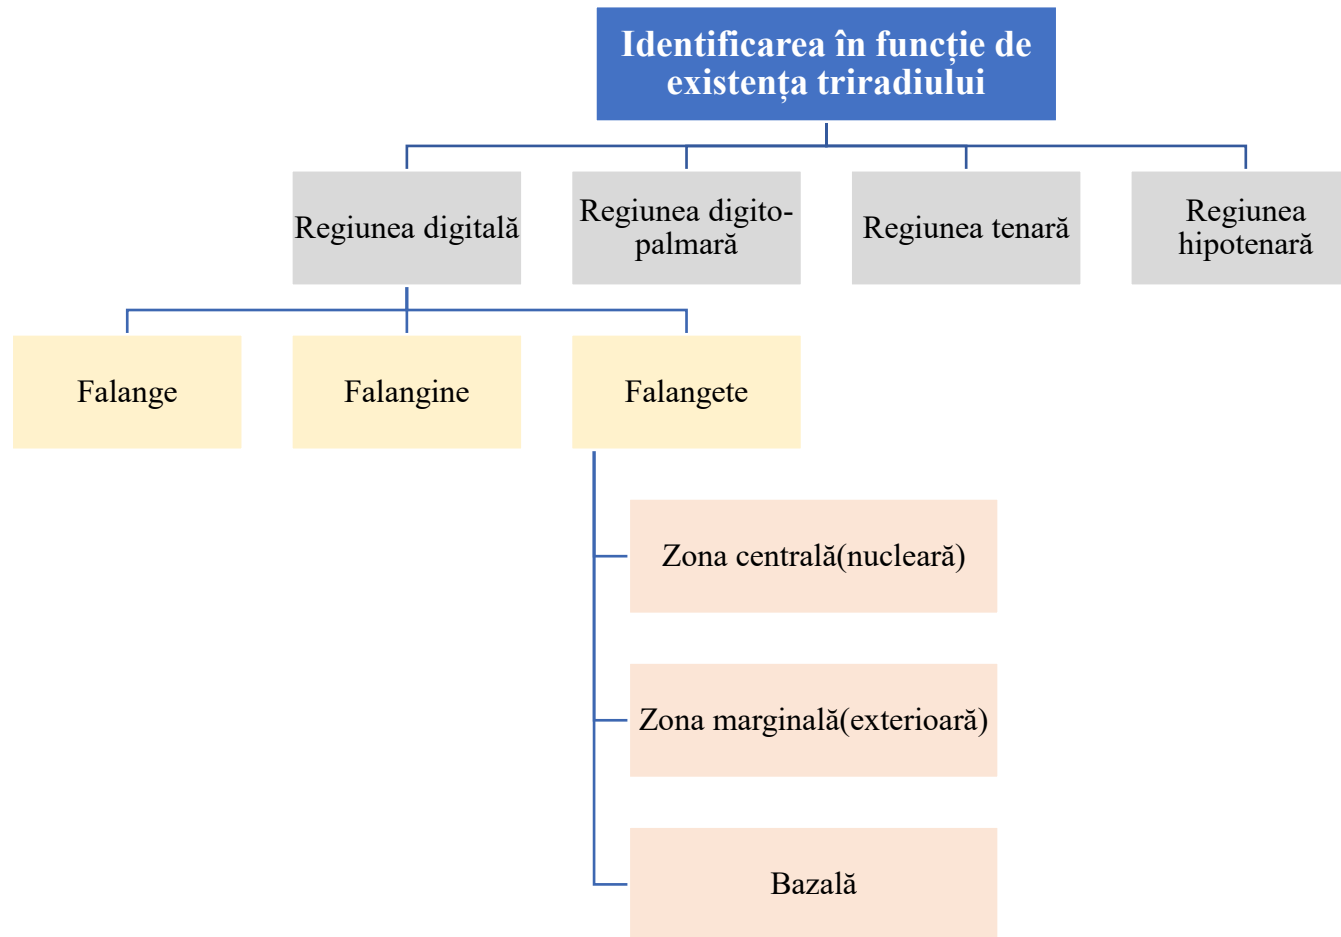 Identificarea în funcție de
existența triradiului
Regiunea digitală
Regiunea digito-
palmară
Regiunea tenară
Regiunea
hipotenară
Falange
Falangine
Falangete
Zona centrală(nucleară)
Zona marginală(exterioară)
Bazală